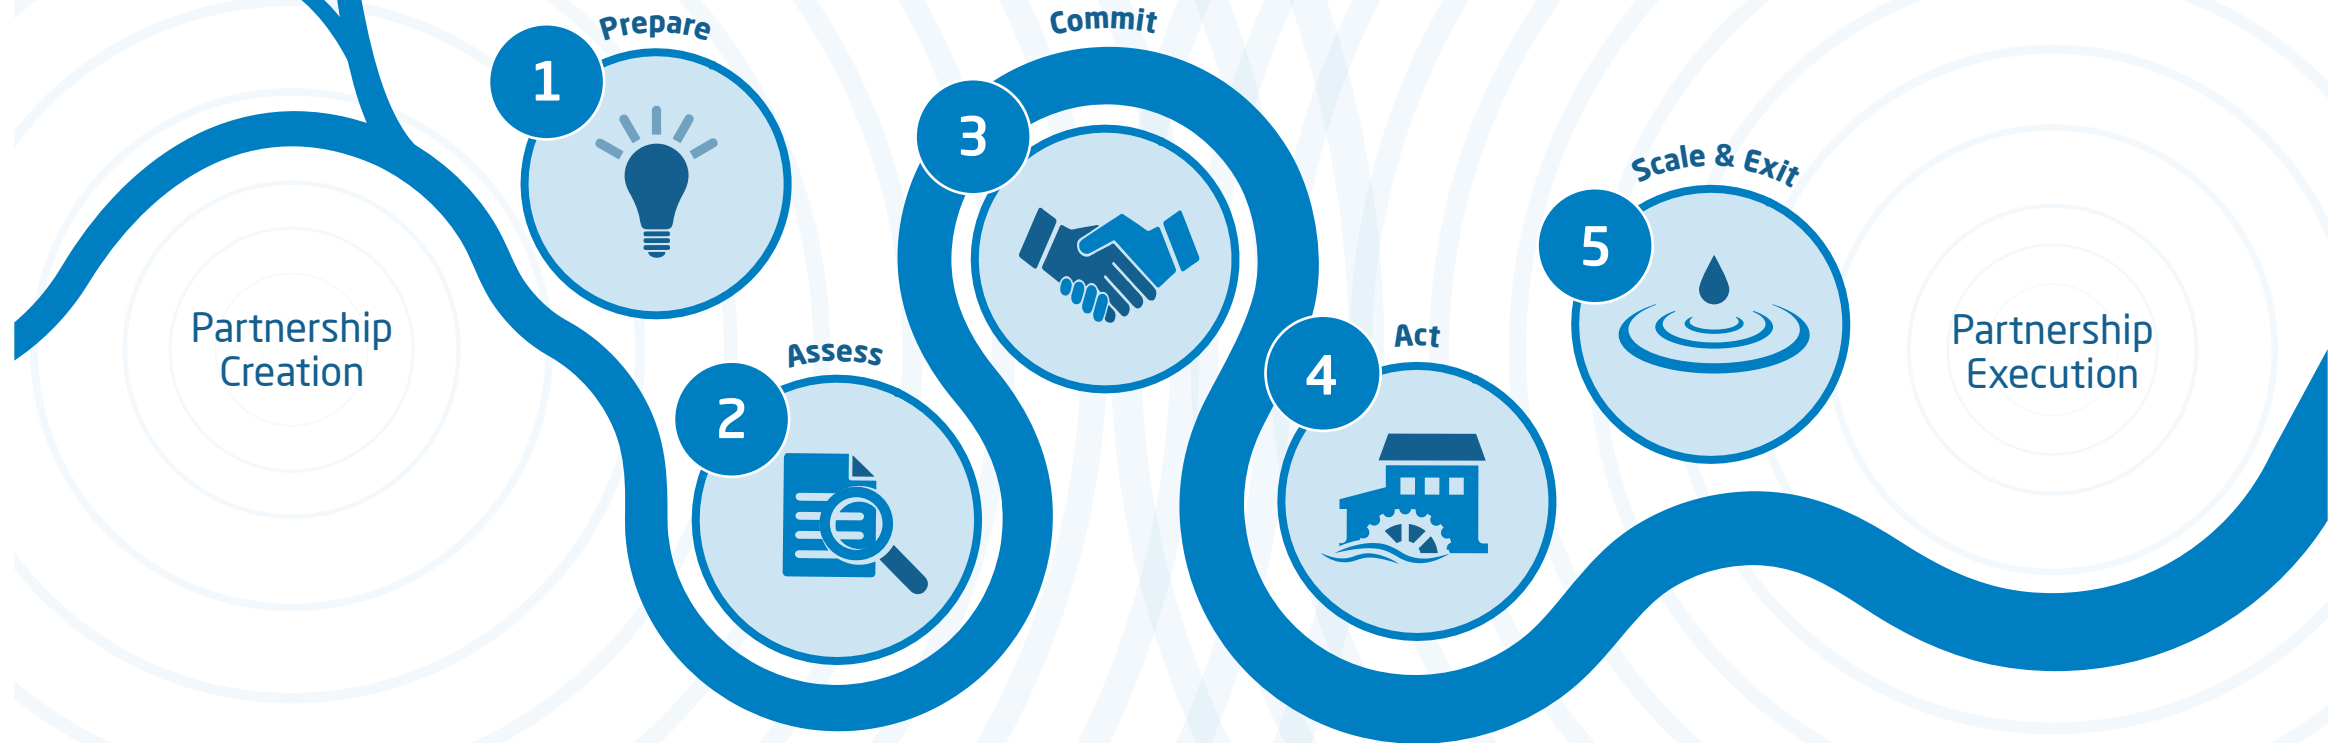 Partnership
Creation
1
Prepare
2
Assess
3
Commit
4
Act
5
Scale & Exit
Partnership
Execution